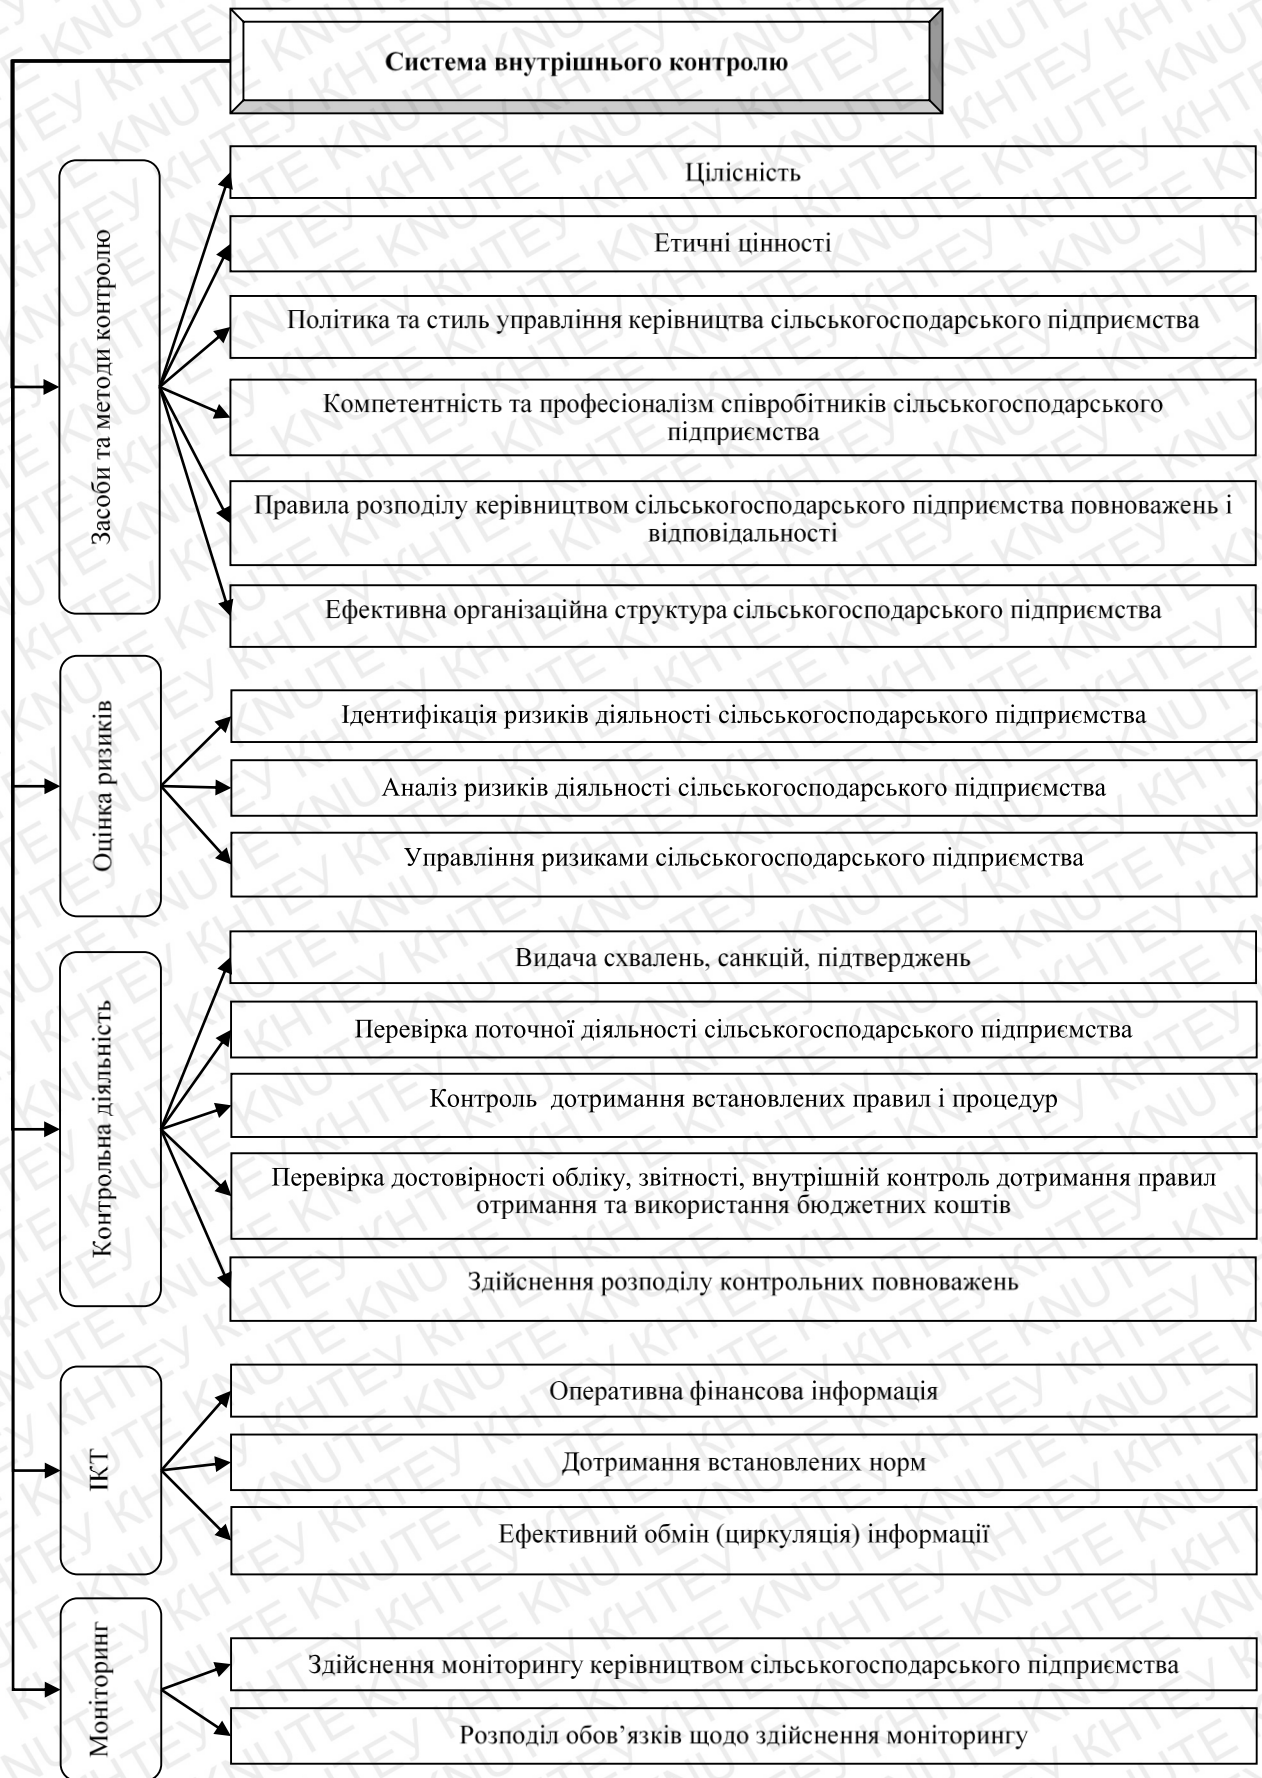 Система внутрішнього контролю
Засоби та методи контролю
Цілісність
Етичні цінності
Політика та стиль управління керівництва сільськогосподарського підприємства
Компетентність та професіоналізм співробітників сільськогосподарського
підприємства
Правила розподілу керівництвом сільськогосподарського підприємства повноважень і
відповідальності
Ефективна організаційна структура сільськогосподарського підприємства
Оцінка ризиків
Ідентифікація ризиків діяльності сільськогосподарського підприємства
Аналіз ризиків діяльності сільськогосподарського підприємства
Управління ризиками сільськогосподарського підприємства
Контрольна діяльність
Видача схвалень, санкцій, підтверджень
Перевірка поточної діяльності сільськогосподарського підприємства
Контроль  дотримання встановлених правил і процедур
Перевірка достовірності обліку, звітності, внутрішній контроль дотримання правил
отримання та використання бюджетних коштів
Здійснення розподілу контрольних повноважень
ІКТ
Оперативна фінансова інформація
Дотримання встановлених норм
Ефективний обмін (циркуляція) інформації
Моніторинг
Здійснення моніторингу керівництвом сільськогосподарського підприємства
Розподіл обов’язків щодо здійснення моніторингу